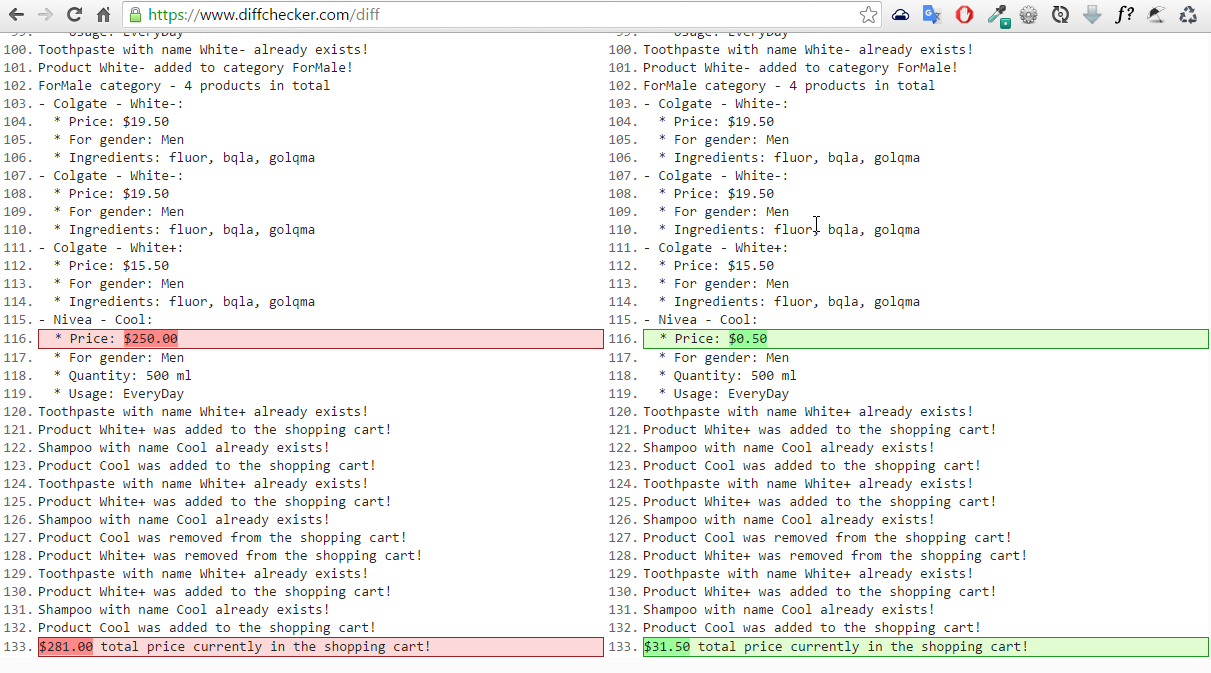 https://www.diffchecker.com/diff
f?
99. * Usage: EveryDay
100. Toothpaste with name White- already exists!
101. Product White- added to category ForMale!
102. ForMale category - 4 products in total
103. - Colgate - White-:
104. * Price: $19.50
105. * For gender: Men
106. * Ingredients: fluor, bqla, golqma
107. - Colgate - White-:
108. * Price: $19.50
109. * For gender: Men
110. * Ingredients: fluor, bqla, golqma
111. - Colgate - White+:
112. * Price: $15.50
113. * For gender: Men
114. * Ingredients: fluor, bqla, golqma
115. - Nivea - Cool:
116. * Price: $250.00
117. * For gender: Men
118. * Quantity: 500 ml
119. * Usage: EveryDay
120. Toothpaste with name White+ already exists!
121. Product White+ was added to the shopping cart!
122. Shampoo with name Cool already exists!
123. Product Cool was added to the shopping cart!
124. Toothpaste with name White+ already exists!
125. Product White+ was added to the shopping cart!
126. Shampoo with name Cool already exists!
127. Product Cool was removed from the shopping cart!
128. Product White+ was removed from the shopping cart!
129. Toothpaste with name White+ already exists!
130. Product White+ was added to the shopping cart!
131. Shampoo with name Cool already exists!
132. Product Cool was added to the shopping cart!
133. $281.00 total price currently in the shopping cart!
99. * Usage: EveryDay
100. Toothpaste with name White- already exists!
101. Product White- added to category ForMale!
102. ForMale category - 4 products in total
103. - Colgate - White-:
104. * Price: $19.50
105. * For gender: Men
106. * Ingredients: fluor, bqla, golqma
107. - Colgate - White-:
108. * Price: $19.50
109. * For gender: Men
110. * Ingredients: fluor, bqla, golqma
111. - Colgate - White+:
112. * Price: $15.50
113. * For gender: Men
114. * Ingredients: fluor, bqla, golqma
115. - Nivea - Cool:
116. * Price: $0.50
117. * For gender: Men
118. * Quantity: 500 ml
119. * Usage: EveryDay
120. Toothpaste with name White+ already exists!
121. Product White+ was added to the shopping cart!
122. Shampoo with name Cool already exists!
123. Product Cool was added to the shopping cart!
124. Toothpaste with name White+ already exists!
125. Product White+ was added to the shopping cart!
126. Shampoo with name Cool already exists!
127. Product Cool was removed from the shopping cart!
128. Product White+ was removed from the shopping cart!
129. Toothpaste with name White+ already exists!
130. Product White+ was added to the shopping cart!
131. Shampoo with name Cool already exists!
132. Product Cool was added to the shopping cart!
133. $31.50 total price currently in the shopping cart!